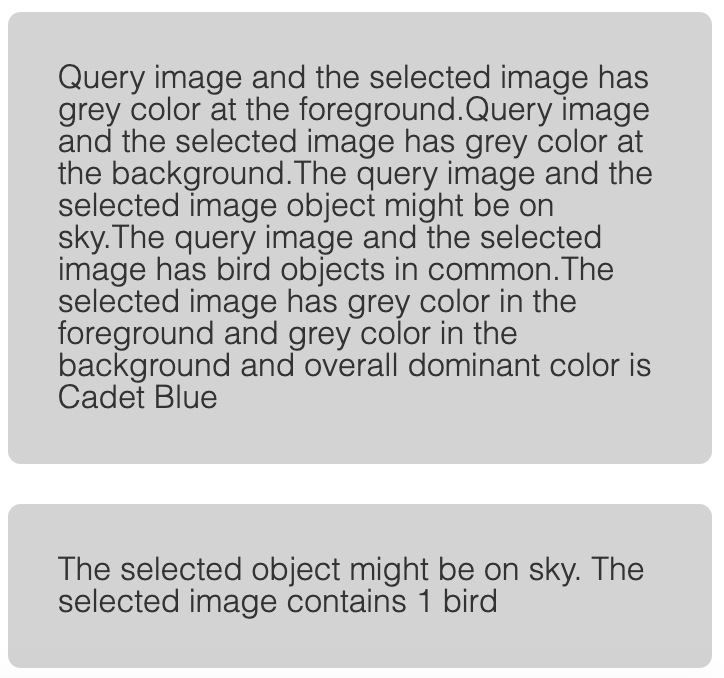 Query image and the selected image has
grey color at the foreground.Query image
and the selected image has grey color at
the background.The query image and the
selected image object might be on
sky.The query image and the selected
image has bird objects in common.The
selected image has grey color in the
foreground and grey color in the
background and overall dominant color is
Cadet Blue
The selected object might be on sky. The
selected image contains 1 bird